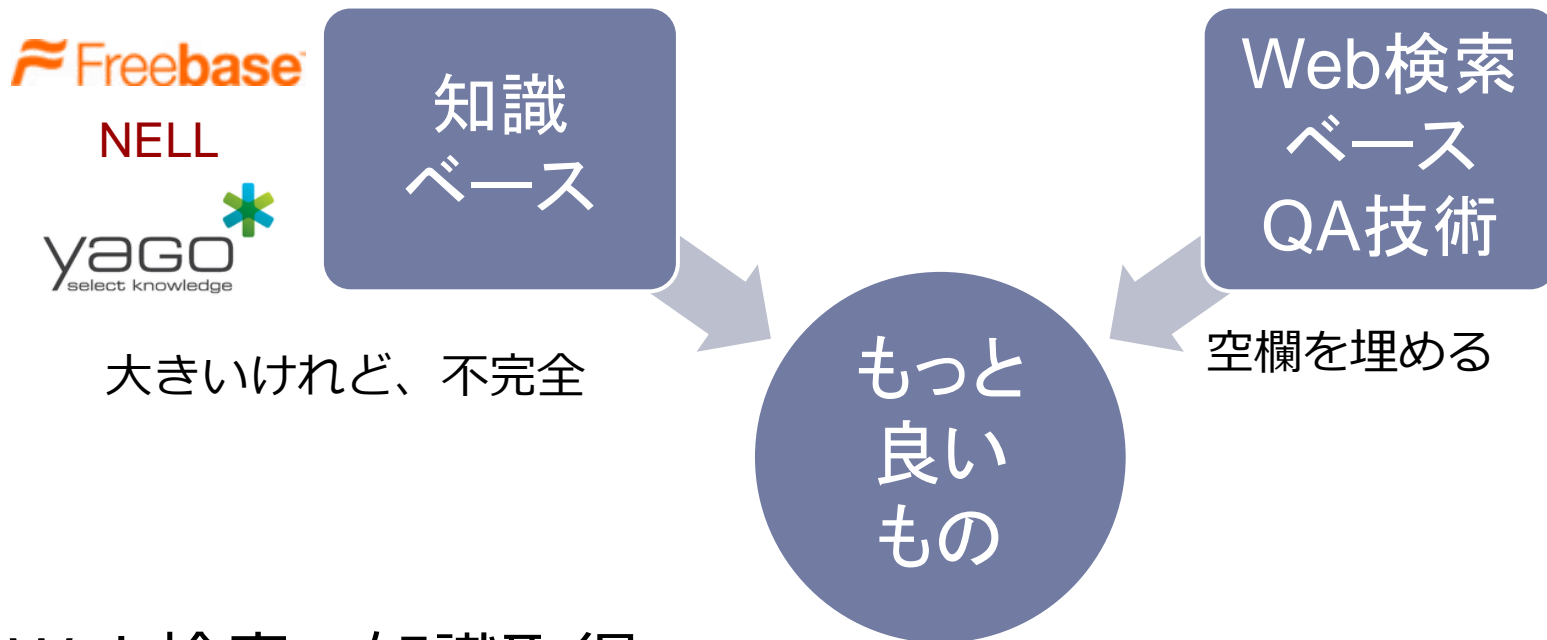 Freebase
NELL
yago
select knowledge
知識
ベース
大きいけれど、不完全
Web検索
ベース
QA技術
空欄を埋める
もっと
良い
もの